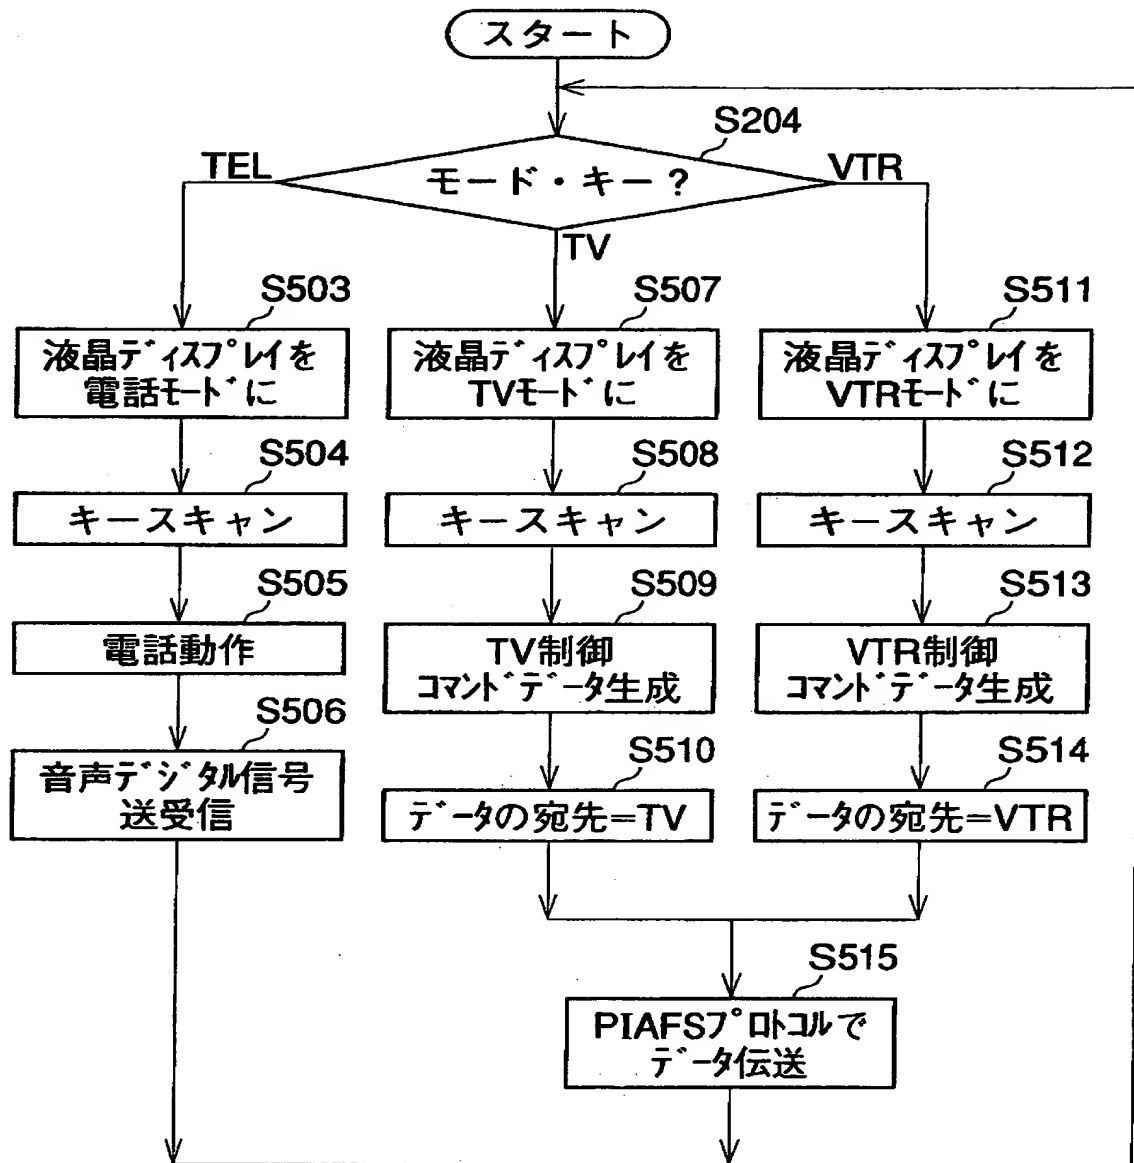 スタート
S204
モード・キー？
TEL
TV
VTR
S503
液晶ディスプレイを
電話モードに
S504
キースキャン
S505
電話動作
S506
音声デジタル信号
送受信
S507
液晶ディスプレイを
TVモードに
S508
キースキャン
S509
TV制御
コマンドデータ生成
S510
データの宛先=TV
S511
液晶ディスプレイを
VTRモードに
S512
キースキャン
S513
VTR制御
コマンドデータ生成
S514
データの宛先=VTR
S515
PIAFSプロトコルで
データ伝送